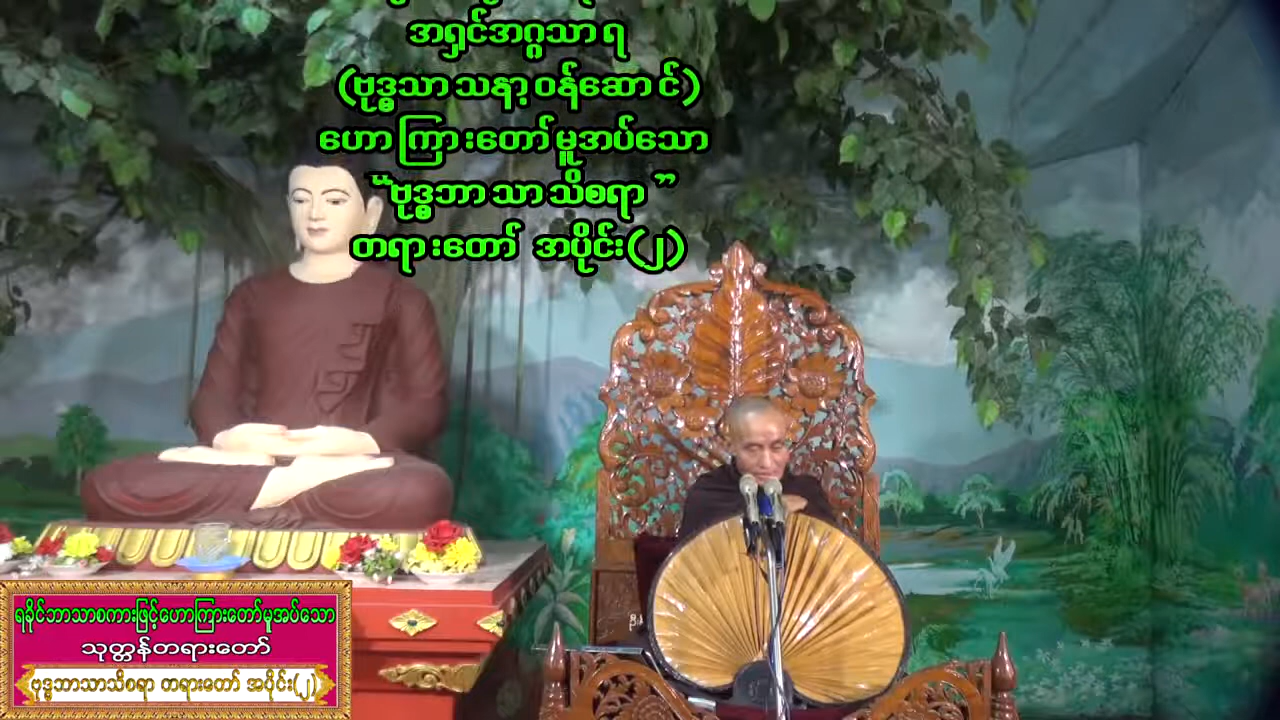 အရှင်အဂ္ဂသာရ
(ဗုဒ္ဓသာသနာ့ဝန်ဆောင်)
ဟောကြားတော်မူအပ်သော
“ဗုဒ္ဓဘာသာသိစရာ”
တရားတော် အပိုင်း(၂)
ရခိုင်ဘာသာစကားဖြင့်ဟောကြားတော်မူအပ်သော
သုတ္တန်တရားတော်
ဗုဒ္ဓဘာသာသိစရာ တရားတော် အပိုင်း(၂)